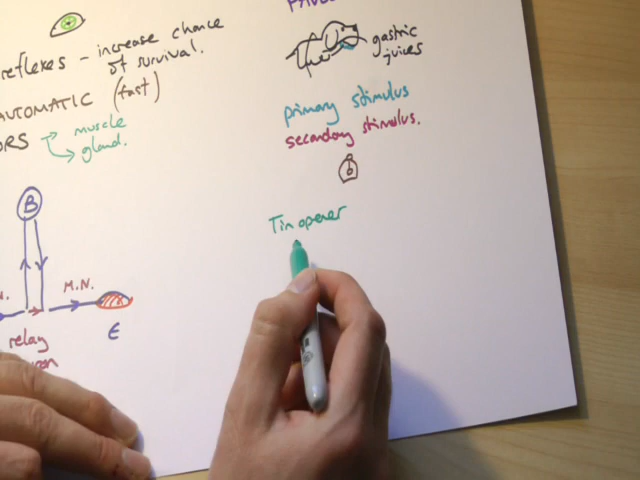 reflexes - increase chance
of survival.
AUTOMATIC (fast)
ORS muscle
gland.
B
M.N.
E
relay
gastric
juices
primary stimulus
secondary stimulus.
Tin opener